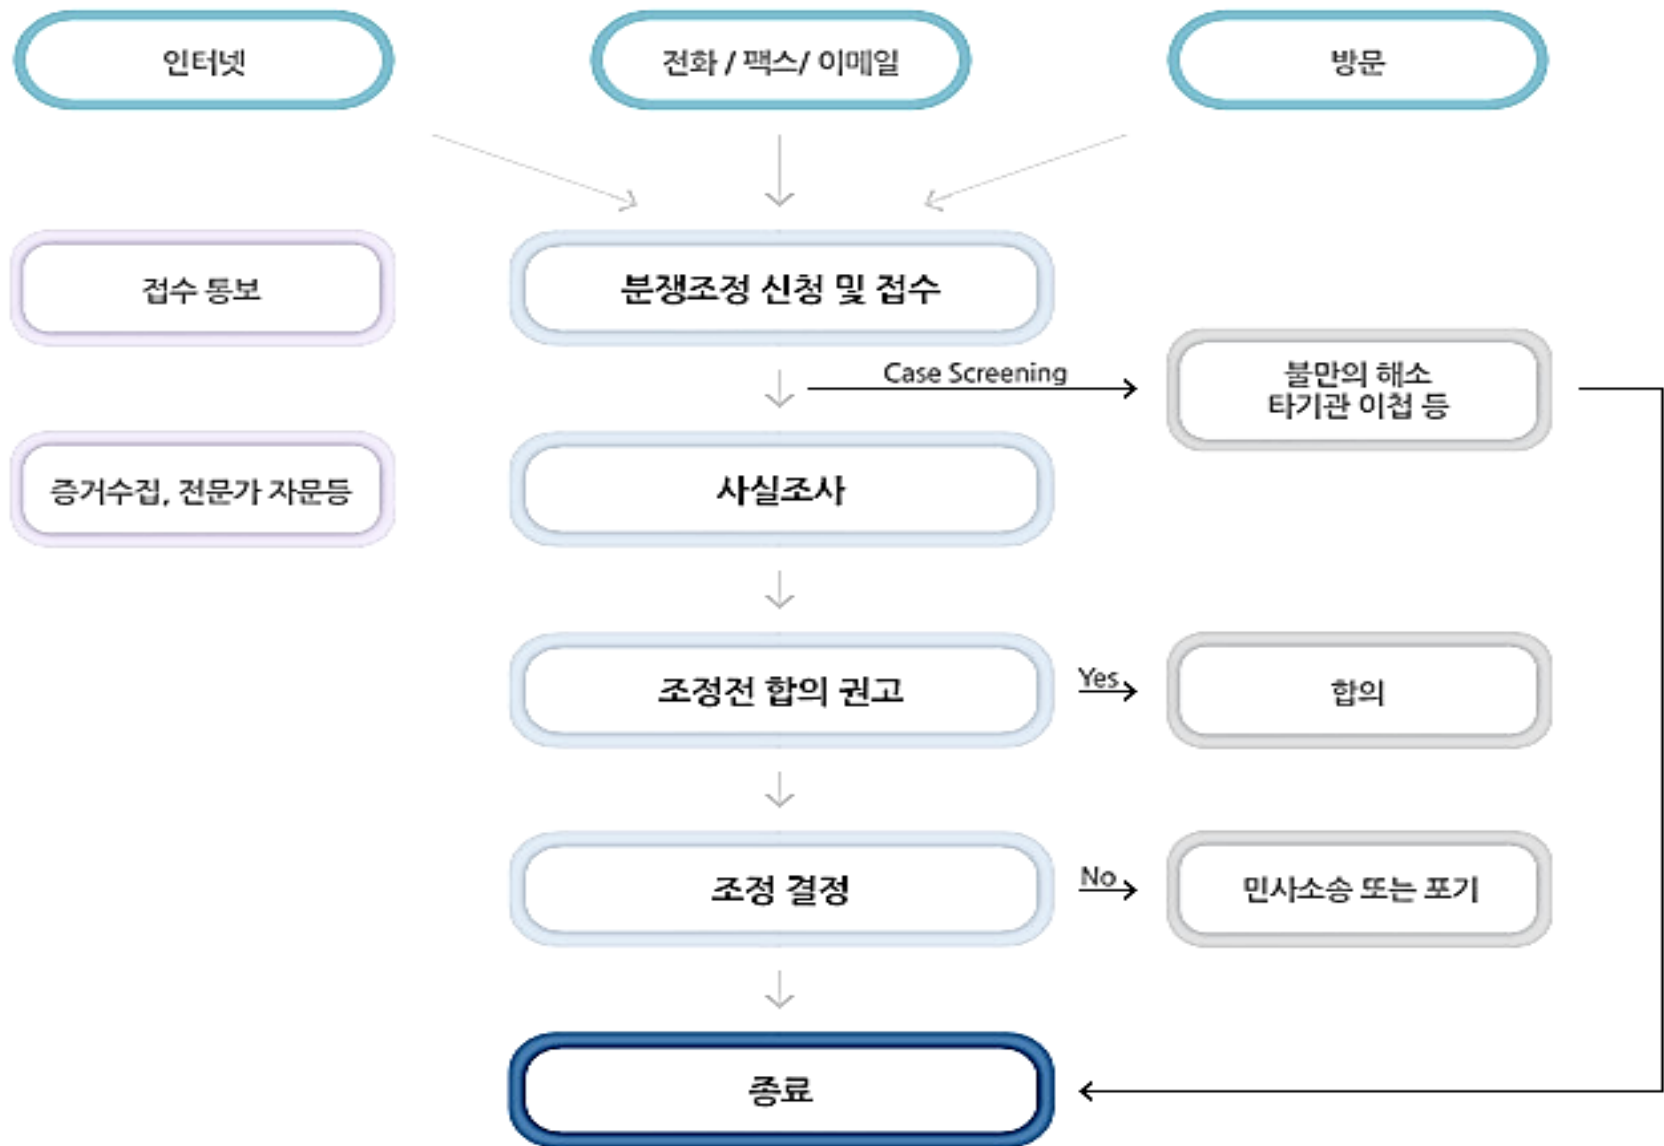 인터넷
전화 / 팩스/ 이메일
방문
접수 통보
분쟁조정 신청 및 접수
Case Screening
불만의 해소
타기관 이첩 등
증거수집, 전문가 자문등
사실조사
조정전 합의 권고
Yes
합의
조정 결정
No
민사소송 또는 포기
종료